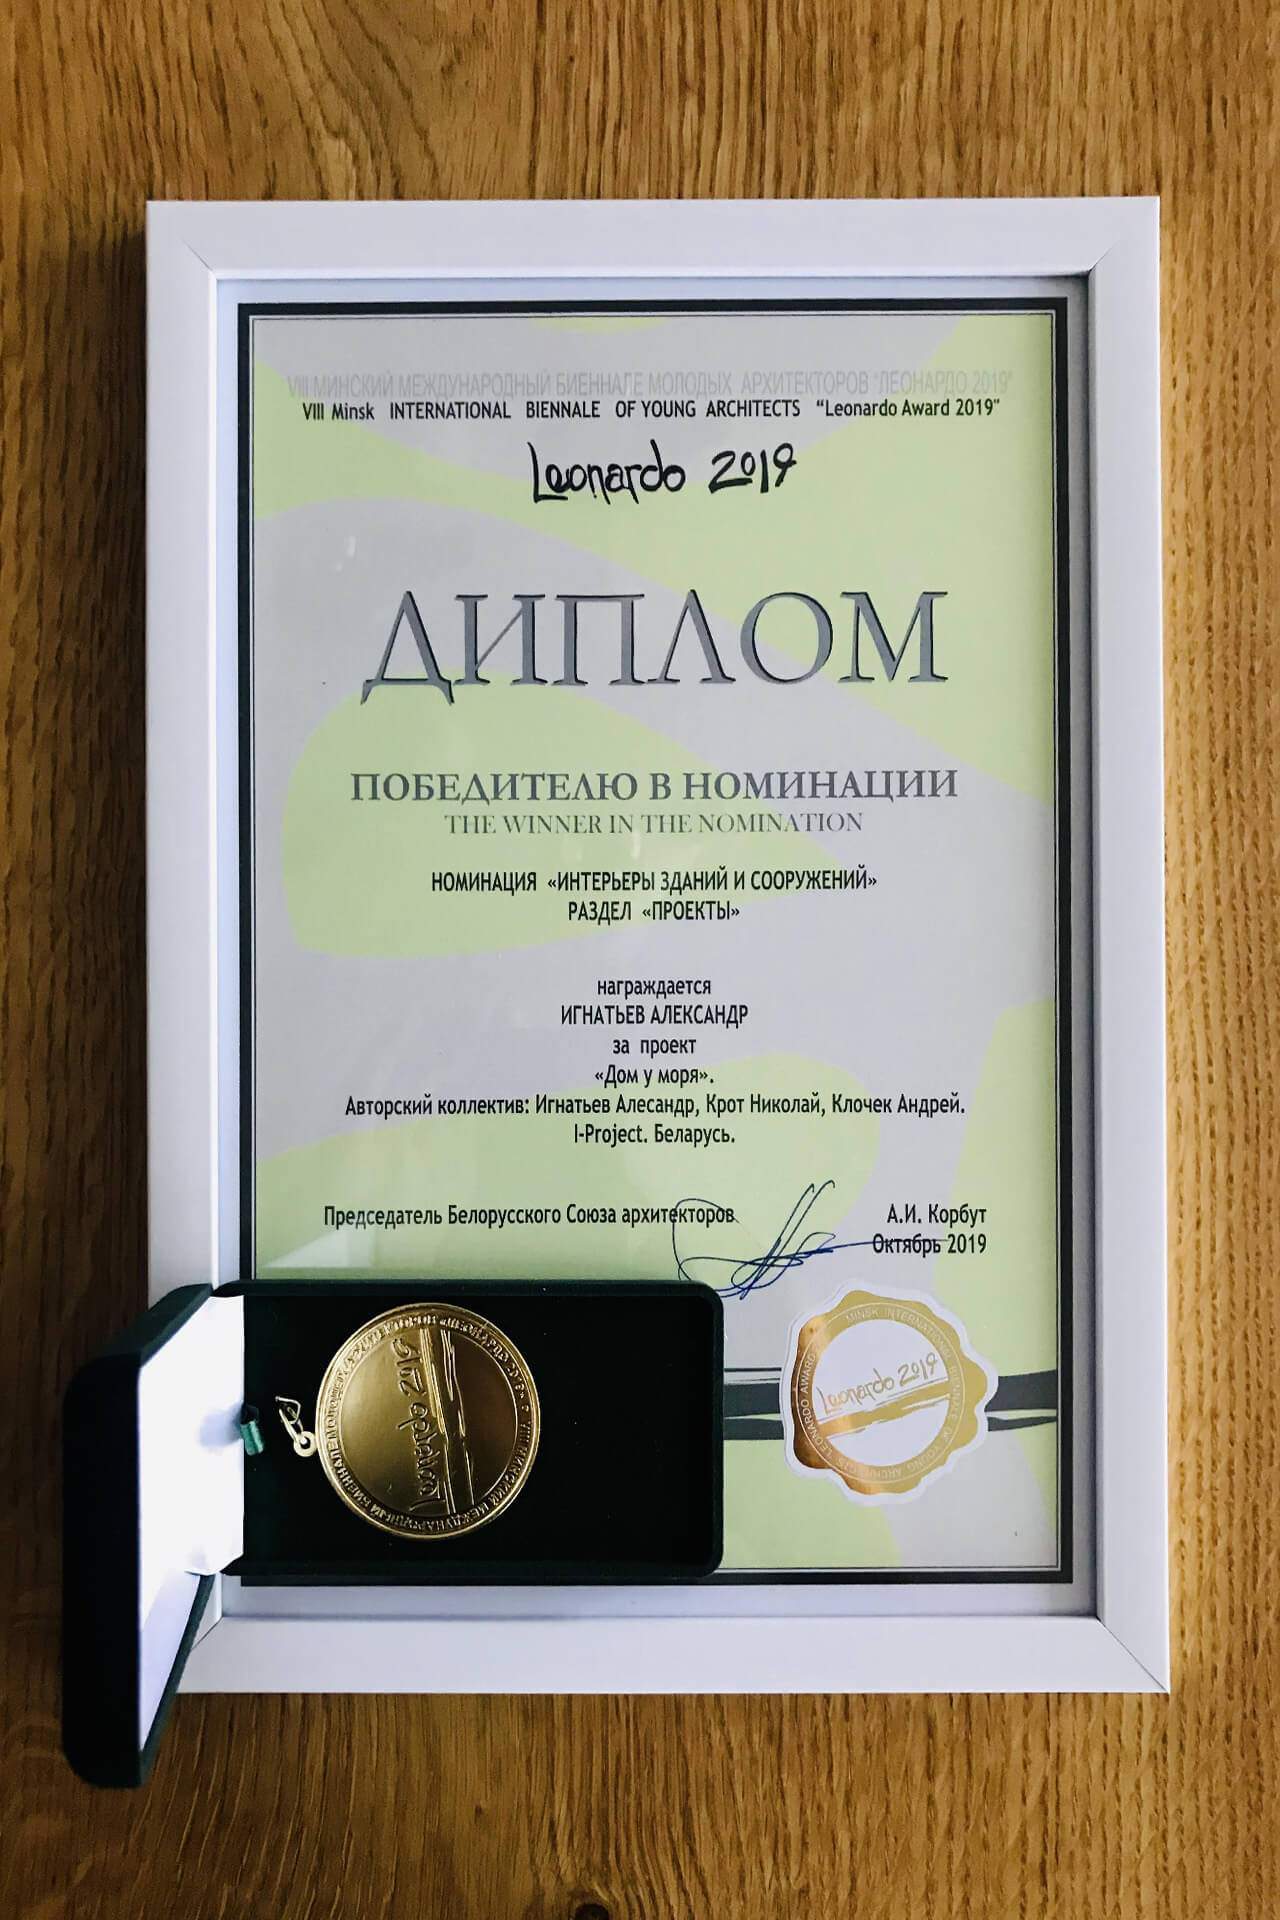 VIII МИНСКИЙ МЕЖДУНАРОДНЫЙ БИЕННАЛЕ МОЛОДЫХ АРХИТЕКТОРОВ "ЛЕОНАРДО 2019"
VIII Minsk INTERNATIONAL BIENNALE OF YOUNG ARCHITECTS “Leonardo Award 2019"
Leonardo 2019
ДИПЛОМ
ПОБЕДИТЕЛЮ В НОМИНАЦИИ
THE WINNER IN THE NOMINATION
НОМИНАЦИЯ «ИНТЕРЬЕРЫ ЗДАНИЙ И СООРУЖЕНИЙ»
РАЗДЕЛ «ПРОЕКТЫ»
награждается
ИГНАТЬЕВ АЛЕКСАНДР
за проект
«Дом у моря».
Авторский коллектив: Игнатьев Алесандр, Крот Николай, Клочек Андрей.
I-Project. Беларусь.
Председатель Белорусского Союза архитекторов
А.И. Корбут
Октябрь 2019
MINSK INTERNATIONAL BIENNALE OF YOUNG ARCHITECTS "LEONARDO AWARD
Leonardo 2019
VIII МИНСКИЙ МЕЖДУНАРОДНЫЙ БИЕННАЛЕ МОЛОДЫХ АРХИТЕКТОРОВ «ЛЕОНАРДО 2019»
Leonardo 2019